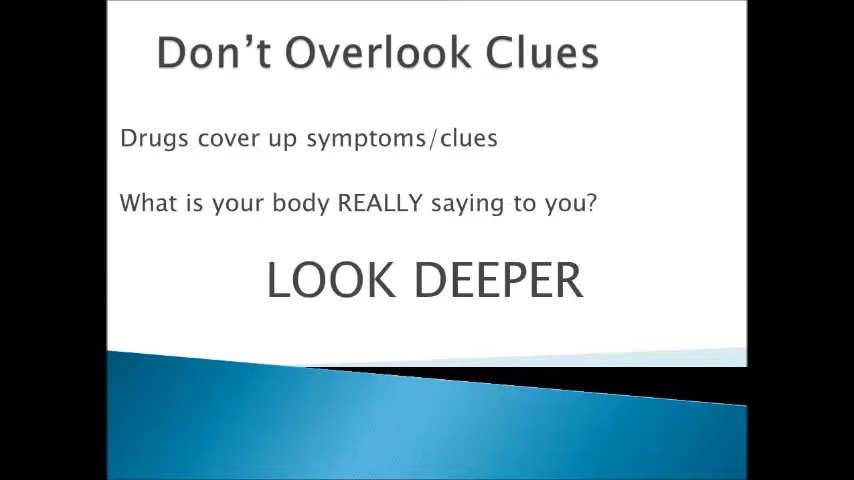 Don’t Overlook Clues
Drugs cover up symptoms/clues
What is your body REALLY saying to you?
LOOK DEEPER